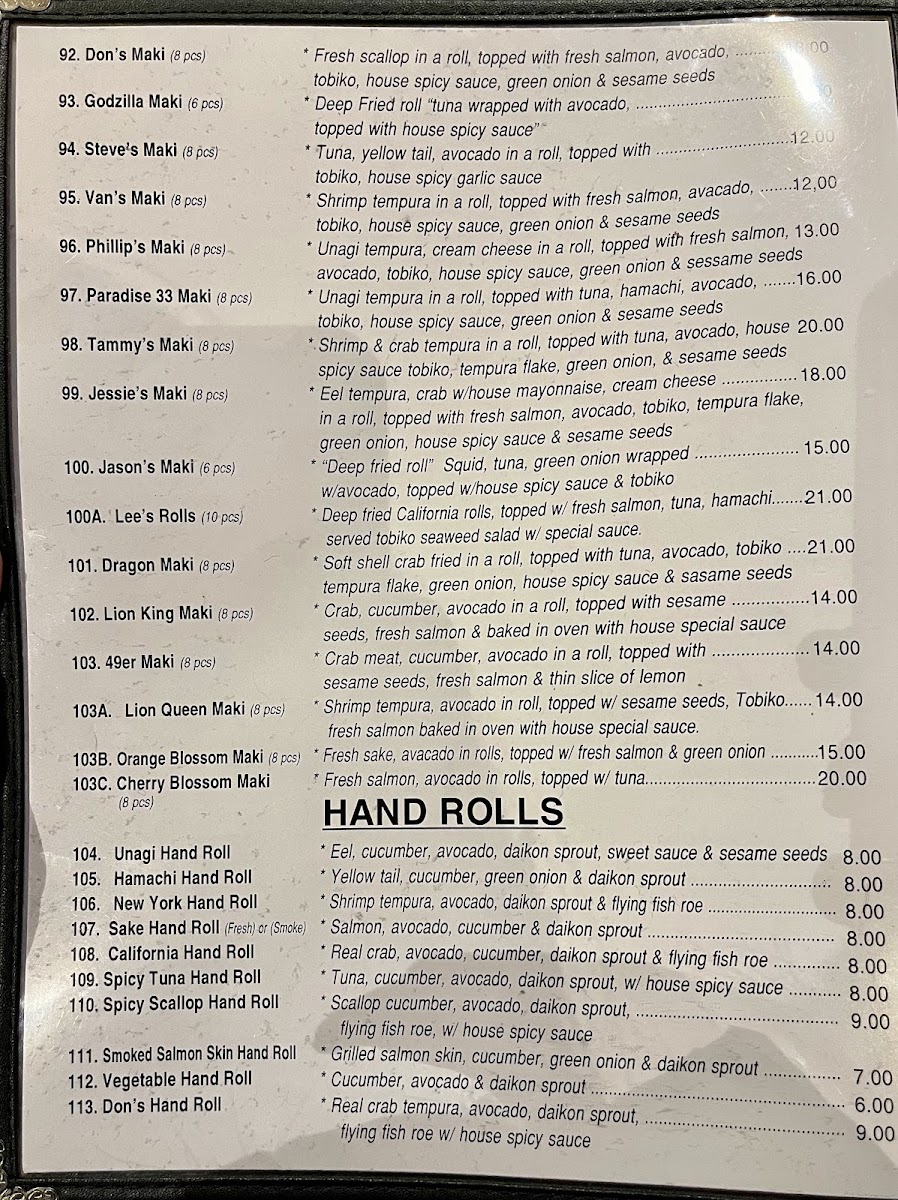 92. Don's Maki (8 pcs) * Fresh scallop in a roll, topped with fresh salmon, avocado, ..............00
tobiko, house spicy sauce, green onion & sesame seeds
93. Godzilla Maki (6 pcs) * Deep Fried roll "tuna wrapped with avocado, ..............
topped with house spicy sauce"
94. Steve's Maki (8 pcs) * Tuna, yellow tail, avocado in a roll, topped with ..............12.00
tobiko, house spicy garlic sauce
95. Van's Maki (8 pcs) * Shrimp tempura in a roll, topped with fresh salmon, avacado, .......12,00
tobiko, house spicy sauce, green onion & sesame seeds
96. Phillip's Maki (8 pcs) * Unagi tempura, cream cheese in a roll, topped with fresh salmon, 13.00
avocado, tobiko, house spicy sauce, green onion & sessame seeds
97. Paradise 33 Maki (8 pcs) * Unagi tempura in a roll, topped with tuna, hamachi, avocado, .......16.00
tobiko, house spicy sauce, green onion & sesame seeds
98. Tammy's Maki (8 pcs) * Shrimp & crab tempura in a roll, topped with tuna, avocado, house 20.00
spicy sauce tobiko, tempura flake, green onion, & sesame seeds
99. Jessie's Maki (8 pcs) * Eel tempura, crab w/house mayonnaise, cream cheese ................18.00
in a roll, topped with fresh salmon, avocado, tobiko, tempura flake,
green onion, house spicy sauce & sesame seeds
100. Jason's Maki (6 pcs) * "Deep fried roll" Squid, tuna, green onion wrapped ..................... 15.00
w/avocado, topped w/house spicy sauce & tobiko
100A. Lee's Rolls (10 pcs) * Deep fried California rolls, topped w/ fresh salmon, tuna, hamachi.......21.00
served tobiko seaweed salad w/ special sauce.
101. Dragon Maki (8 pcs) * Soft shell crab fried in a roll, topped with tuna, avocado, tobiko ....21.00
tempura flake, green onion, house spicy sauce & sasame seeds
102. Lion King Maki (8 pcs) * Crab, cucumber, avocado in a roll, topped with sesame ................14.00
seeds, fresh salmon & baked in oven with house special sauce
103. 49er Maki (8 pcs) * Crab meat, cucumber, avocado in a roll, topped with .................... 14.00
sesame seeds, fresh salmon & thin slice of lemon
103A. Lion Queen Maki (8 pcs) * Shrimp tempura, avocado in roll, topped w/ sesame seeds, Tobiko......14.00
fresh salmon baked in oven with house special sauce.
103B. Orange Blossom Maki (8 pcs) * Fresh sake, avacado in rolls, topped w/ fresh salmon & green onion ...........15.00
103C. Cherry Blossom Maki * Fresh salmon, avocado in rolls, topped w/ tuna........................................20.00
(8 pcs)
HAND ROLLS
104. Unagi Hand Roll * Eel, cucumber, avocado, daikon sprout, sweet sauce & sesame seeds 8.00
105. Hamachi Hand Roll * Yellow tail, cucumber, green onion & daikon sprout .............................. 8.00
106. New York Hand Roll * Shrimp tempura, avocado, daikon sprout & flying fish roe ........................... 8.00
107. Sake Hand Roll (Fresh) or (Smoke) * Salmon, avocado, cucumber & daikon sprout ........................................ 8.00
108. California Hand Roll * Real crab, avocado, cucumber, daikon sprout & flying fish roe .............. 8.00
109. Spicy Tuna Hand Roll * Tuna, cucumber, avocado, daikon sprout, w/ house spicy sauce ........... 8.00
110. Spicy Scallop Hand Roll * Scallop cucumber, avocado, daikon sprout, ............................................ 9.00
flying fish roe, w/ house spicy sauce
111. Smoked Salmon Skin Hand Roll * Grilled salmon skin, cucumber, green onion & daikon sprout ................ 7.00
112. Vegetable Hand Roll * Cucumber, avocado & daikon sprout ...................................................... 6.00
113. Don's Hand Roll * Real crab tempura, avocado, daikon sprout, ........................................... 9.00
flying fish roe w/ house spicy sauce